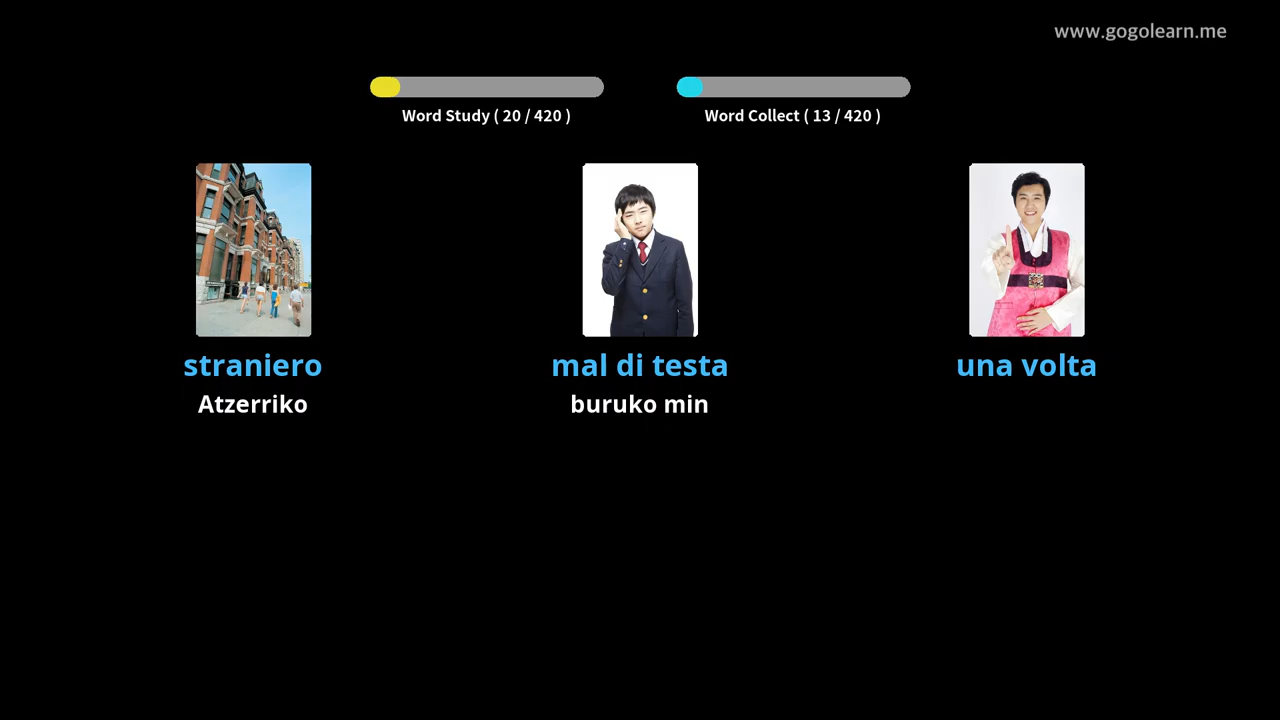 www.gogolearn.me
Word Study ( 20 / 420 )
Word Collect ( 13 / 420 )
straniero
mal di testa
una volta
Atzerriko
buruko min